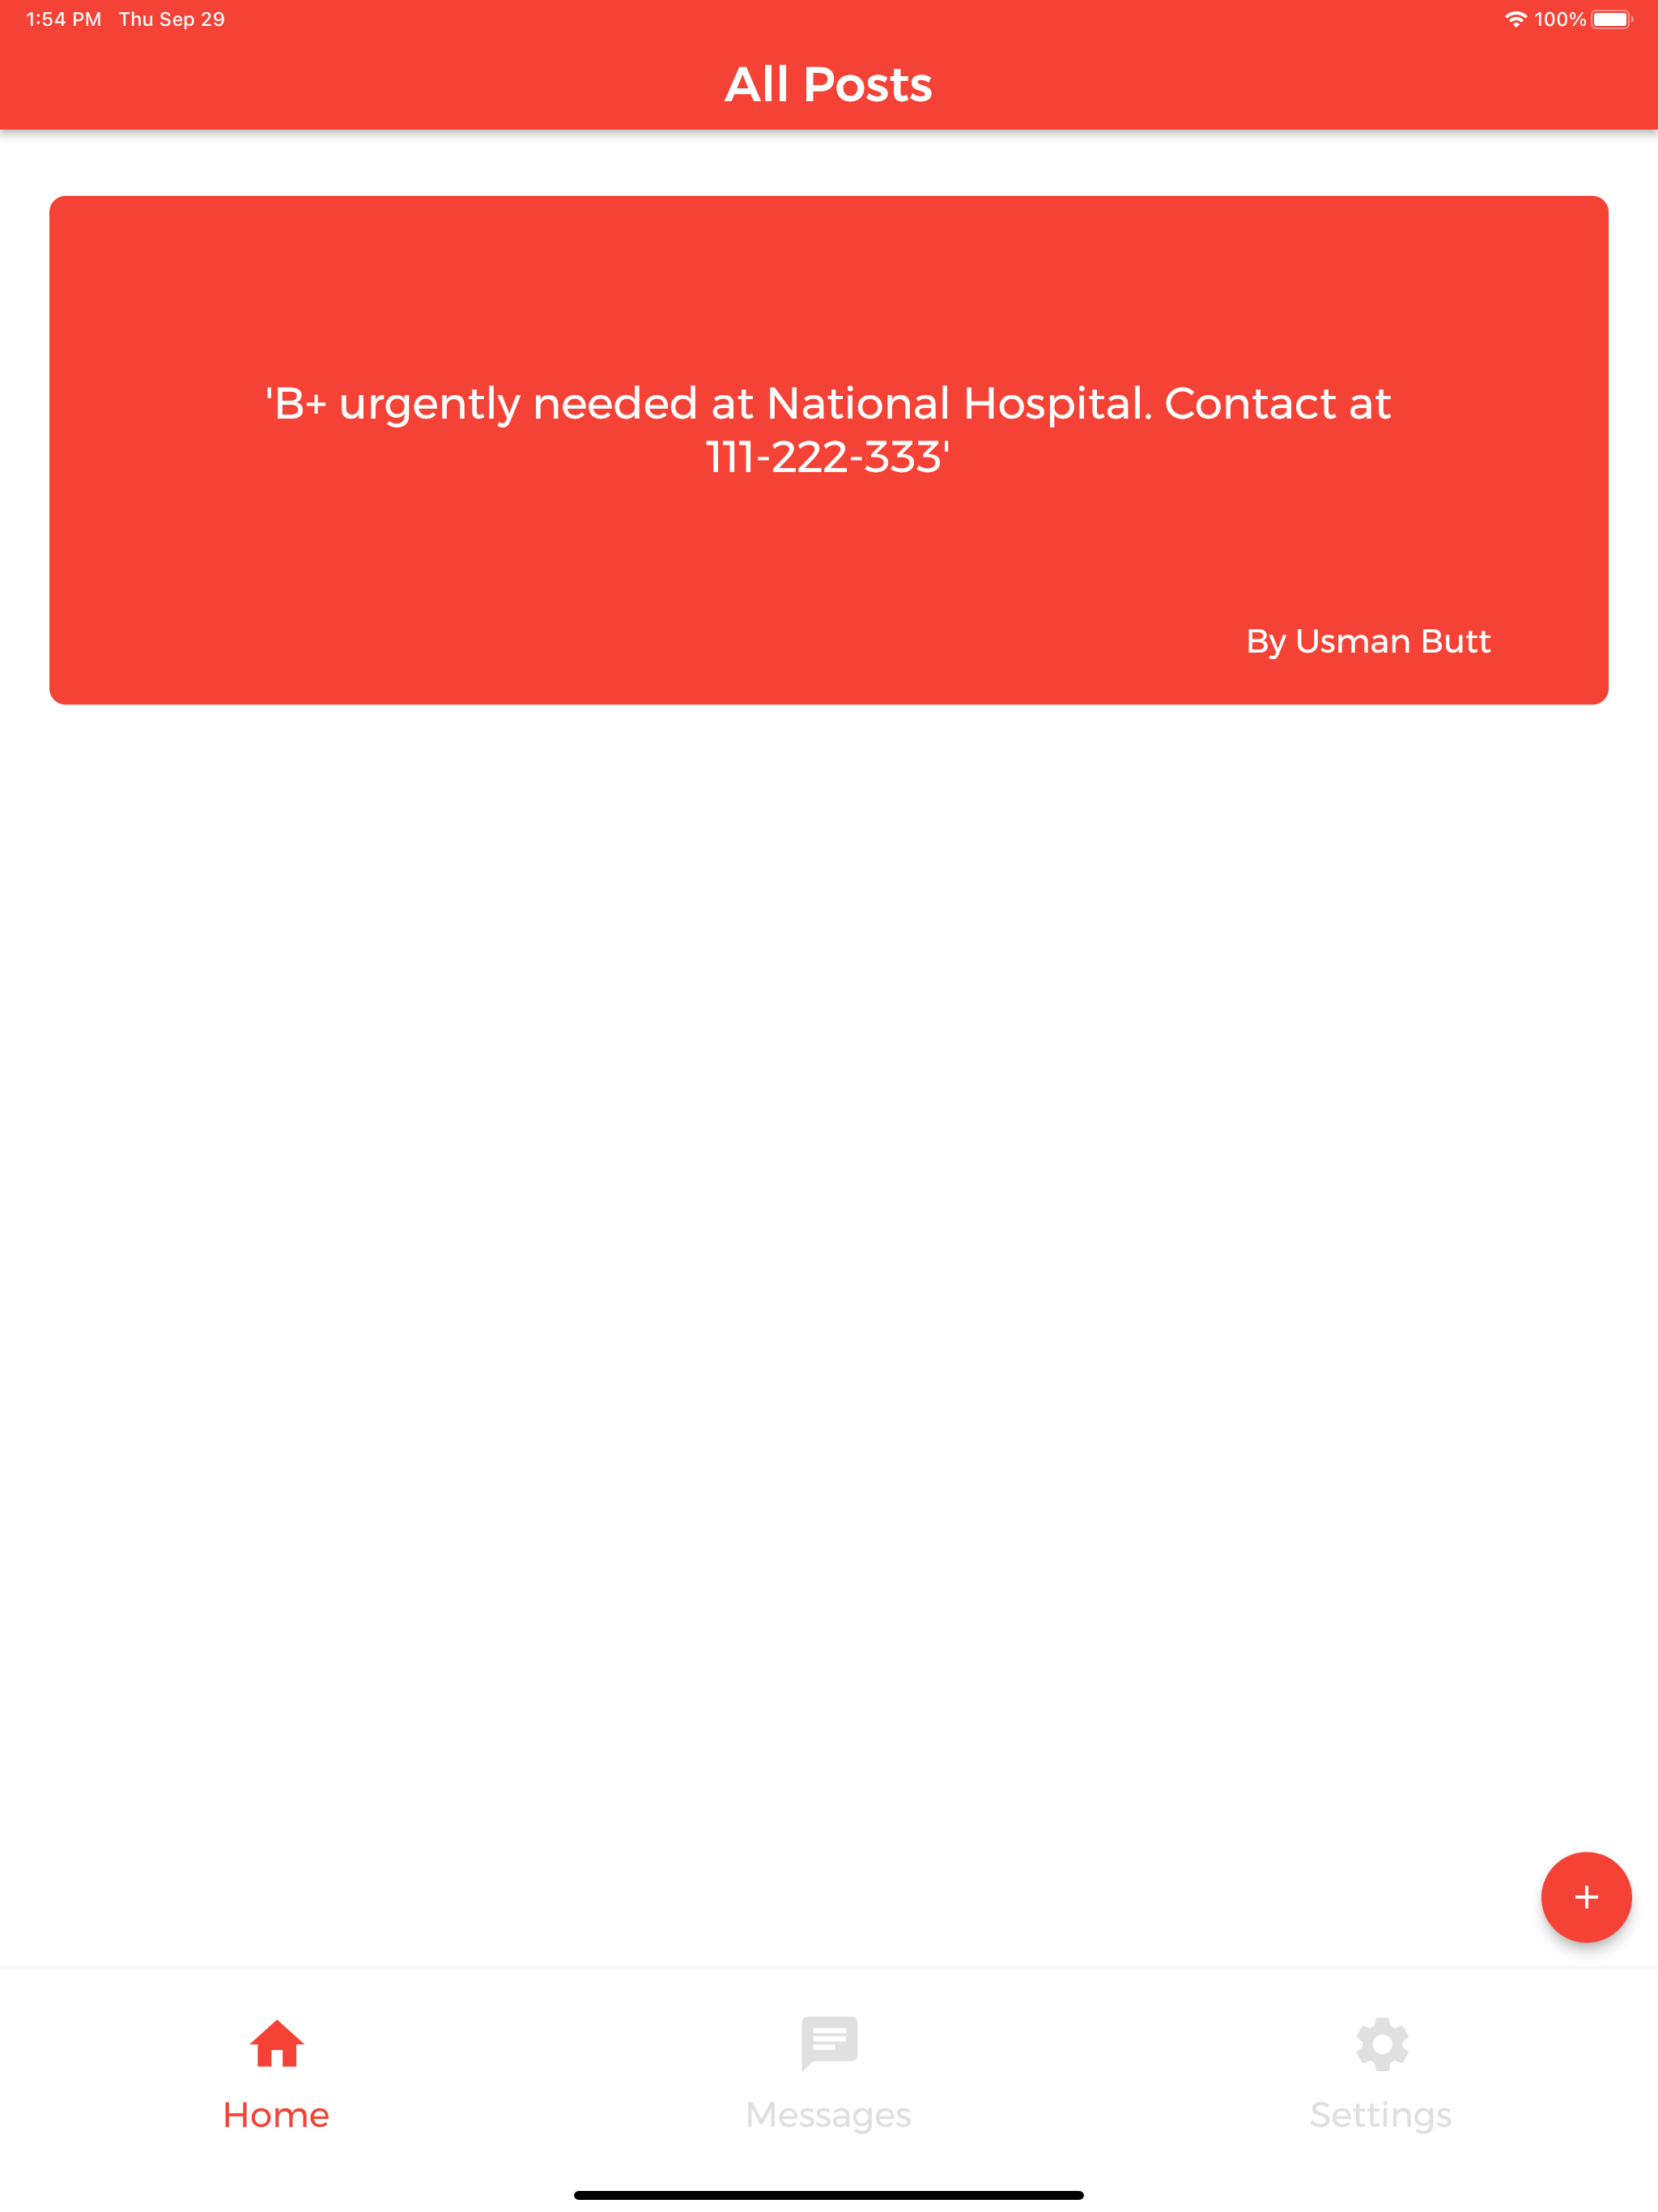 1:54 PM Thu Sep 29
100%
All Posts
'B+ urgently needed at National Hospital. Contact at
111-222-333'
By Usman Butt
+
Home
Messages
Settings